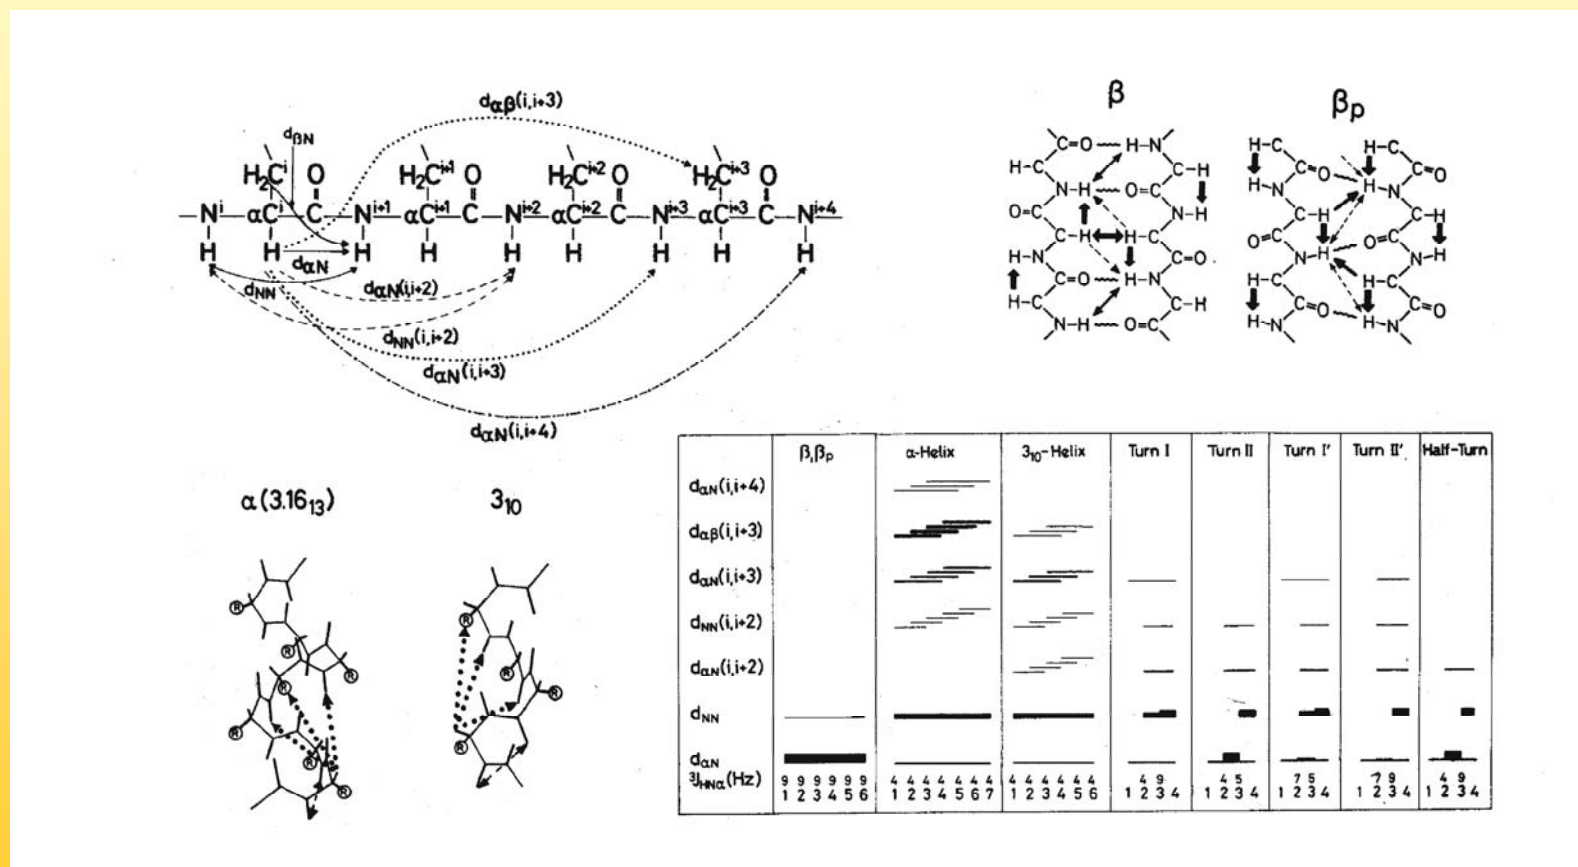 dαβ(i,i+3)
dβN
H₂Cⁱ O H₂Cⁱ⁺¹ O H₂Cⁱ⁺² O H₂Cⁱ⁺³ O
—Nⁱ—αCⁱ—C—Nⁱ⁺¹—αCⁱ⁺¹—C—Nⁱ⁺²—αCⁱ⁺²—C—Nⁱ⁺³—αCⁱ⁺³—C—Nⁱ⁺⁴—
H H H H H H H H H
dαN
dNN dαN(i,i+2)
dNN(i,i+2)
dαN(i,i+3)
dαN(i,i+4)
β
C=O H-N
H-C C-H
N-H O=C
O=C N-H
C-H H-C
H-N C=O
C=O H-N
H-C C-H
N-H O=C
βp
H-C H-C
C=O C=O
H-N H-N
C-H C-H
O=C O=C
N-H N-H
H-C H-C
C=O C=O
H-N H-N
α(3.16₁₃)
R
R
R
R
R
R
R
3₁₀
R
R
R
R
β,βp α-Helix 3₁₀-Helix Turn I Turn II Turn I' Turn II' Half-Turn
dαN(i,i+4)
dαβ(i,i+3)
dαN(i,i+3)
dNN(i,i+2)
dαN(i,i+2)
dNN
dαN
³JHNα(Hz) 9 9 9 9 9 9 4 4 4 4 4 4 4 4 4 4 4 4 4 4 9 4 5 7 5 7 9 4 9
1 2 3 4 5 6 1 2 3 4 5 6 7 1 2 3 4 5 6 1 2 3 4 1 2 3 4 1 2 3 4 1 2 3 4 1 2 3 4